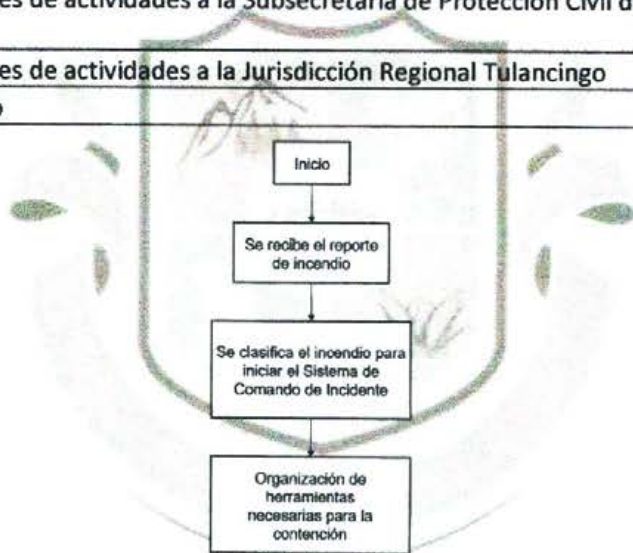 es de actividades a la Subsecretaría de Protección Civil d
es de actividades a la Jurisdicción Regional Tulancingo
Inicio
Se recibe el reporte
de incendio
Se clasifica el incendio para
iniciar el Sistema de
Comando de Incidente
Organización de
herramientas
necesarias para la
contención